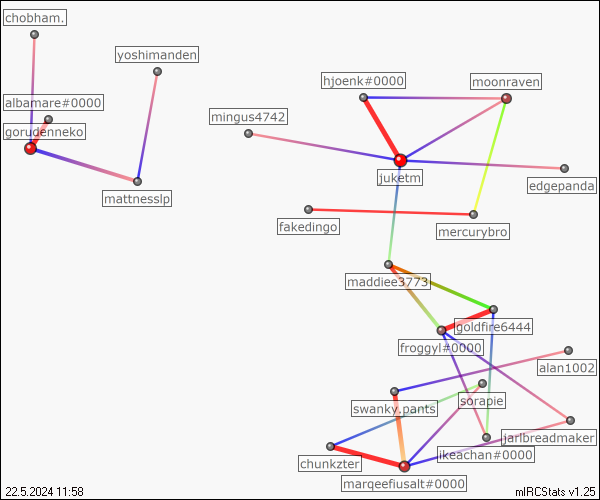 chobham.
yoshimanden
hjoenk#0000
moonraven
albamare#0000
mingus4742
gorudenneko
juketm
edgepanda
mattnesslp
fakedingo
mercurybro
maddiee3773
goldfire6444
froggyl#0000
alan1002
swanky.pants
sorapie
jarlbreadmaker
ikeachan#0000
chunkzter
marqeefiusalt#0000
22.5.2024 11:58
mIRCStats v1.25